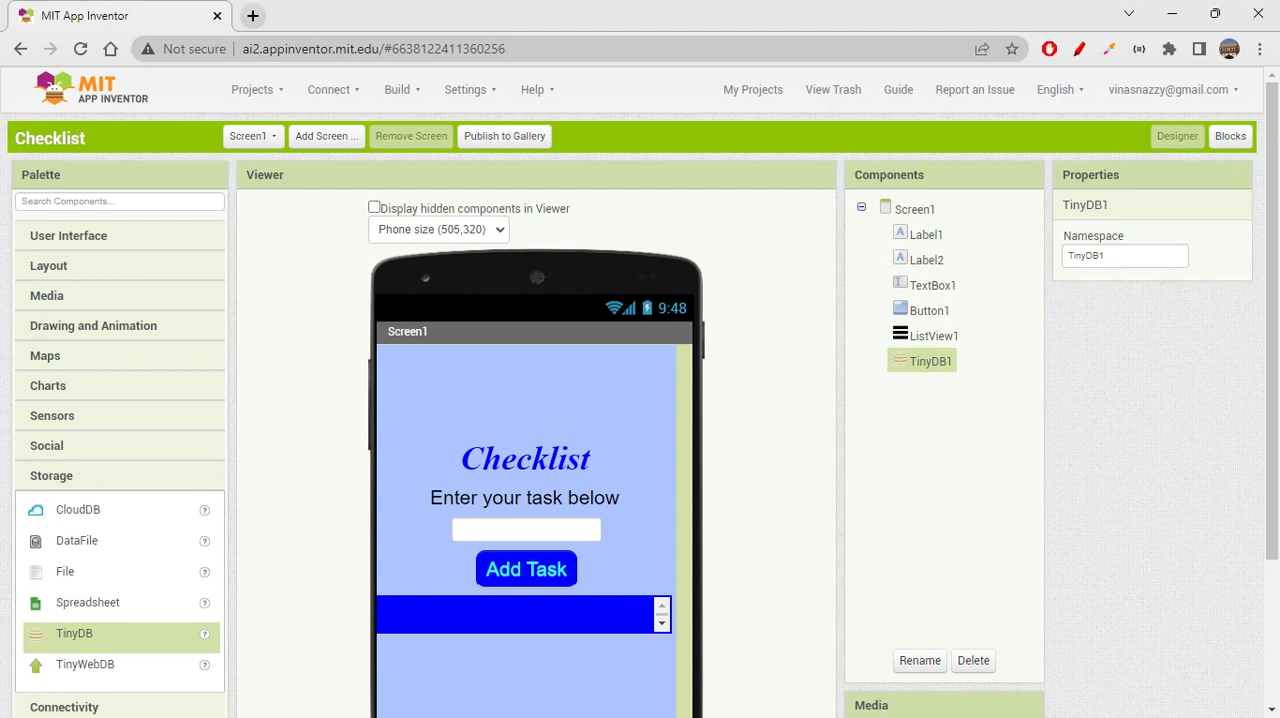 MIT App Inventor
Not secure
ai2.appinventor.mit.edu/#6638122411360256
MIT
APP INVENTOR
Projects
Connect
Build
Settings
Help
My Projects
View Trash
Guide
Report an Issue
English
vinasnazzy@gmail.com
Checklist
Screen1
Add Screen ...
Remove Screen
Publish to Gallery
Designer
Blocks
Palette
Search Components...
User Interface
Layout
Media
Drawing and Animation
Maps
Charts
Sensors
Social
Storage
CloudDB
?
DataFile
?
File
?
Spreadsheet
?
TinyDB
?
TinyWebDB
?
Connectivity
Viewer
Display hidden components in Viewer
Phone size (505,320)
9:48
Screen1
Checklist
Enter your task below
Add Task
Components
Screen1
Label1
Label2
TextBox1
Button1
ListView1
TinyDB1
Rename
Delete
Media
Properties
TinyDB1
Namespace
TinyDB1